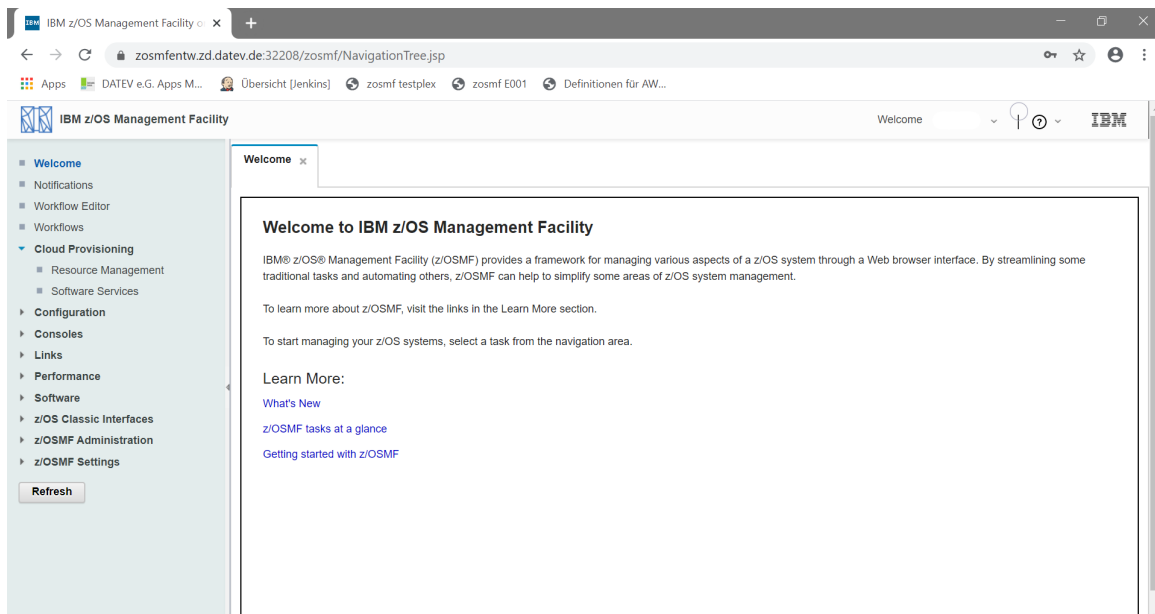 IBM z/OS Management Facility o
zosmfentw.zd.datev.de:32208/zosmf/NavigationTree.jsp
Apps DATEV e.G. Apps M... Übersicht [Jenkins] zosmf testplex zosmf E001 Definitionen für AW...
IBM z/OS Management Facility
Welcome
IBM
Welcome
Notifications
Workflow Editor
Workflows
Cloud Provisioning
Resource Management
Software Services
Configuration
Consoles
Links
Performance
Software
z/OS Classic Interfaces
z/OSMF Administration
z/OSMF Settings
Refresh
Welcome
Welcome to IBM z/OS Management Facility
IBM® z/OS® Management Facility (z/OSMF) provides a framework for managing various aspects of a z/OS system through a Web browser interface. By streamlining some
traditional tasks and automating others, z/OSMF can help to simplify some areas of z/OS system management.
To learn more about z/OSMF, visit the links in the Learn More section.
To start managing your z/OS systems, select a task from the navigation area.
Learn More:
What's New
z/OSMF tasks at a glance
Getting started with z/OSMF